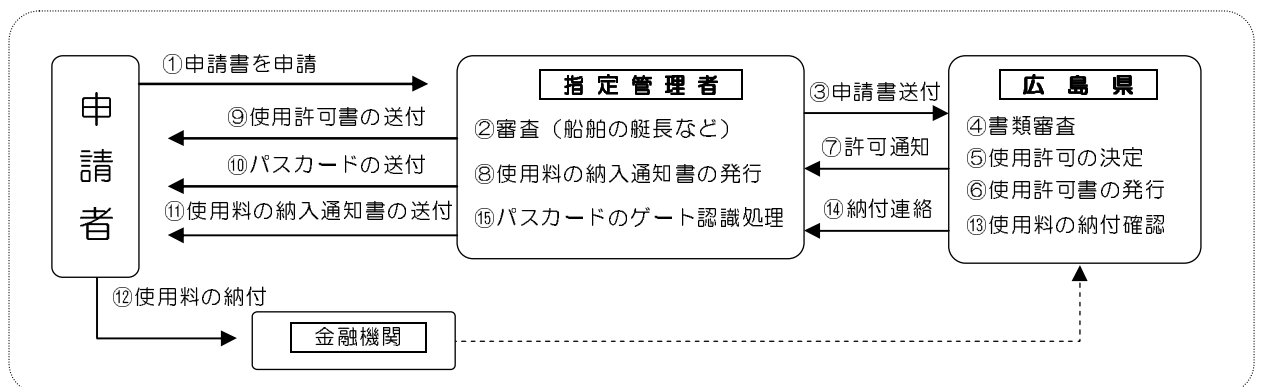 ①申請書を申請
申請者
⑨使用許可書の送付
⑩パスカードの送付
⑪使用料の納入通知書の送付
⑫使用料の納付
金融機関
指定管理者
②審査（船舶の艇長など）
⑧使用料の納入通知書の発行
⑮パスカードのゲート認識処理
③申請書送付
⑦許可通知
⑭納付連絡
広島県
④書類審査
⑤使用許可の決定
⑥使用許可書の発行
⑬使用料の納付確認